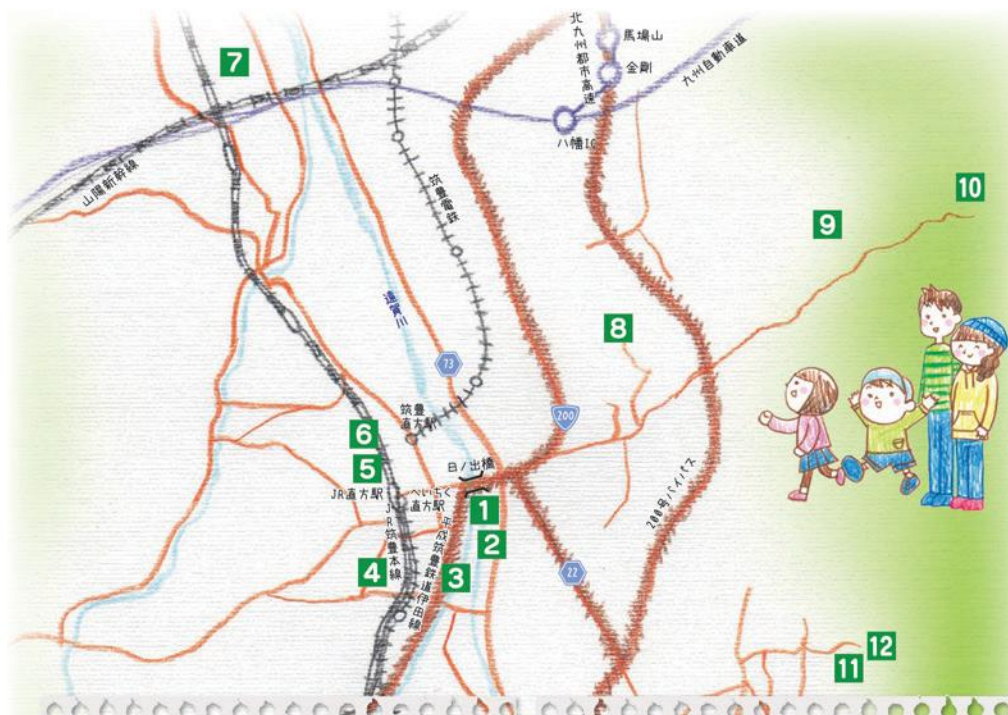 北九州都市高速
馬場山
金剛
九州自動車道
八幡IC
7
山陽新幹線
筑豊電鉄
10
9
遠賀川
8
73
200
筑豊
直方駅
6
5
日ノ出橋
JR直方駅
へいちく
直方駅
1
2
200号バイパス
JR筑豊本線
平成筑豊鉄道伊田線
4
3
22
12
11